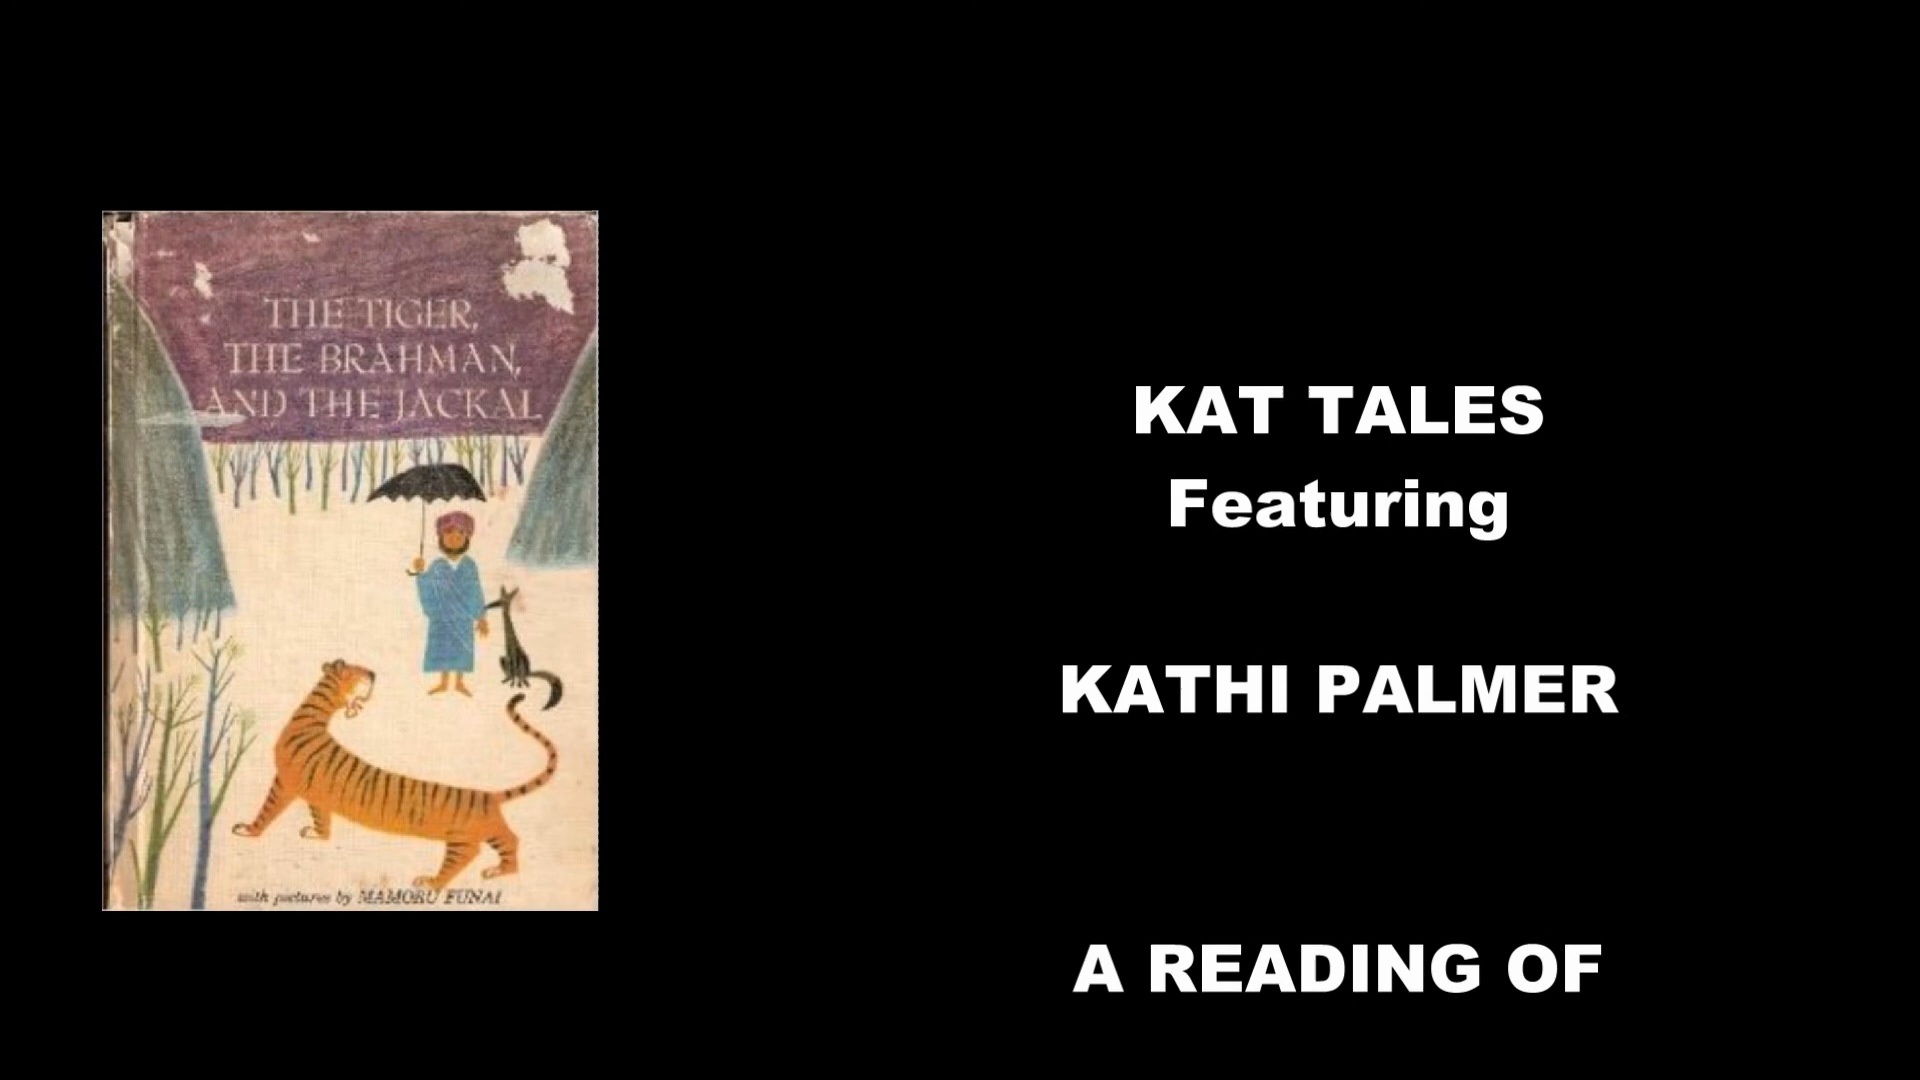 THE TIGER,
THE BRAHMAN,
AND THE JACKAL
with pictures by MAMORU FUNAI
KAT TALES
Featuring
KATHI PALMER
A READING OF